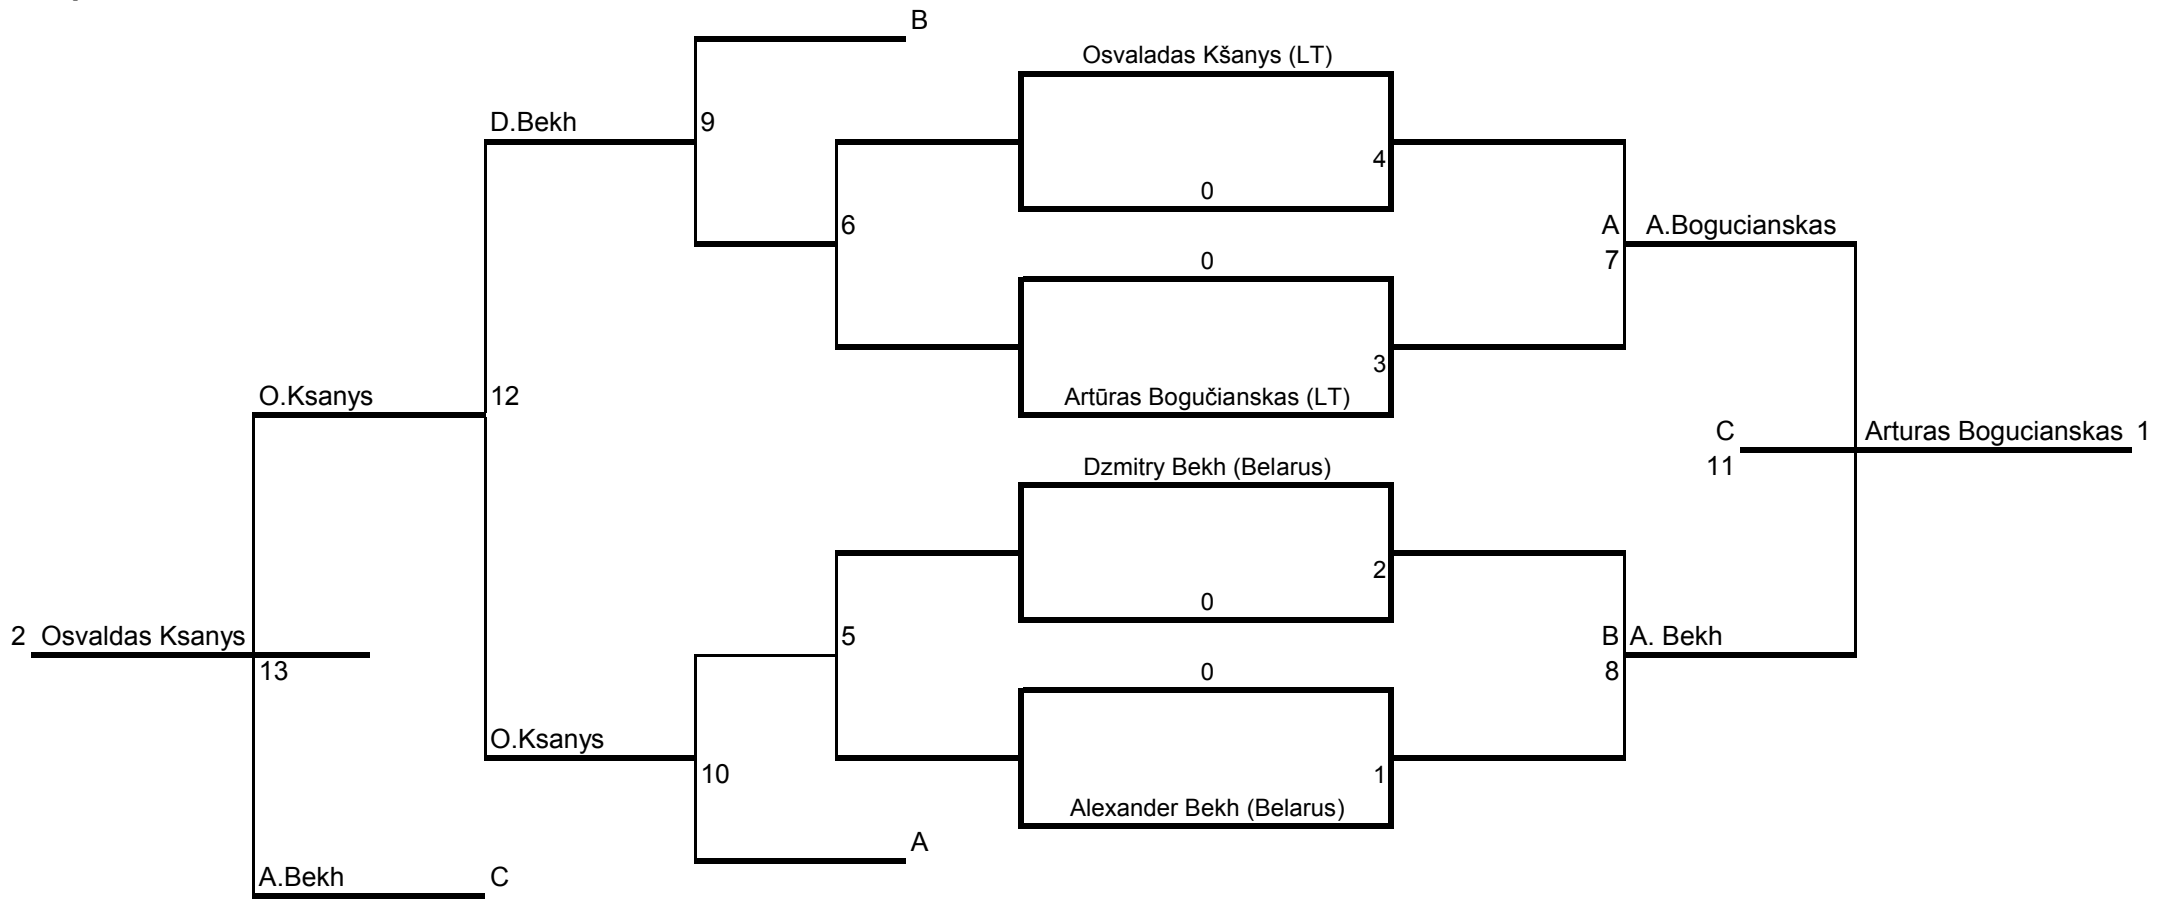 B
Osvaladas Kšanys (LT)
D.Bekh
9
4
0
6
A
A.Bogucianskas
0
7
3
O.Ksanys
12
Artūras Bogučianskas (LT)
C
Arturas Bogucianskas 1
Dzmitry Bekh (Belarus)
11
2
0
2 Osvaldas Ksanys
5
B
A. Bekh
13
0
8
O.Ksanys
10
1
Alexander Bekh (Belarus)
A
A.Bekh
C